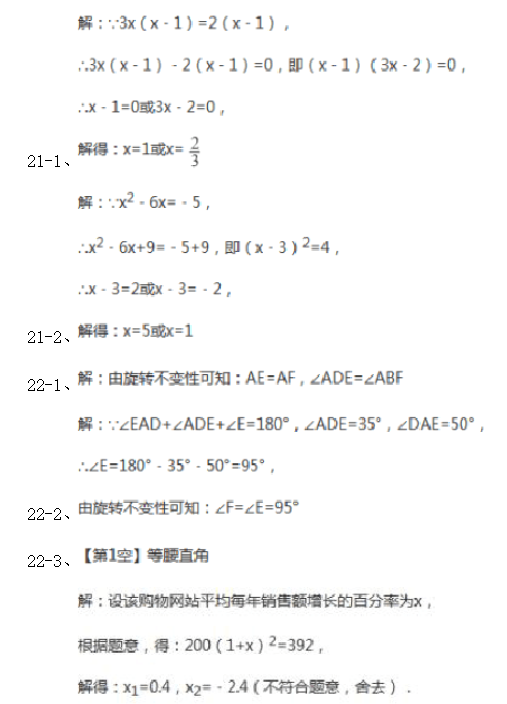 解：∵3x（x﹣1）=2（x﹣1），
∴3x（x﹣1）﹣2（x﹣1）=0，即（x﹣1）（3x﹣2）=0，
∴x﹣1=0或3x﹣2=0，
21-1、解得：x=1或x= 2/3
解：∵x²﹣6x=﹣5，
∴x²﹣6x+9=﹣5+9，即（x﹣3）²=4，
∴x﹣3=2或x﹣3=﹣2，
21-2、解得：x=5或x=1
22-1、解：由旋转不变性可知：AE=AF，∠ADE=∠ABF
解：∵∠EAD+∠ADE+∠E=180°，∠ADE=35°，∠DAE=50°，
∴∠E=180°﹣35°﹣50°=95°，
22-2、由旋转不变性可知：∠F=∠E=95°
22-3、【第1空】等腰直角
解：设该购物网站平均每年销售额增长的百分率为x，
根据题意，得：200（1+x）²=392，
解得：x₁=0.4，x₂=﹣2.4（不符合题意，舍去）．